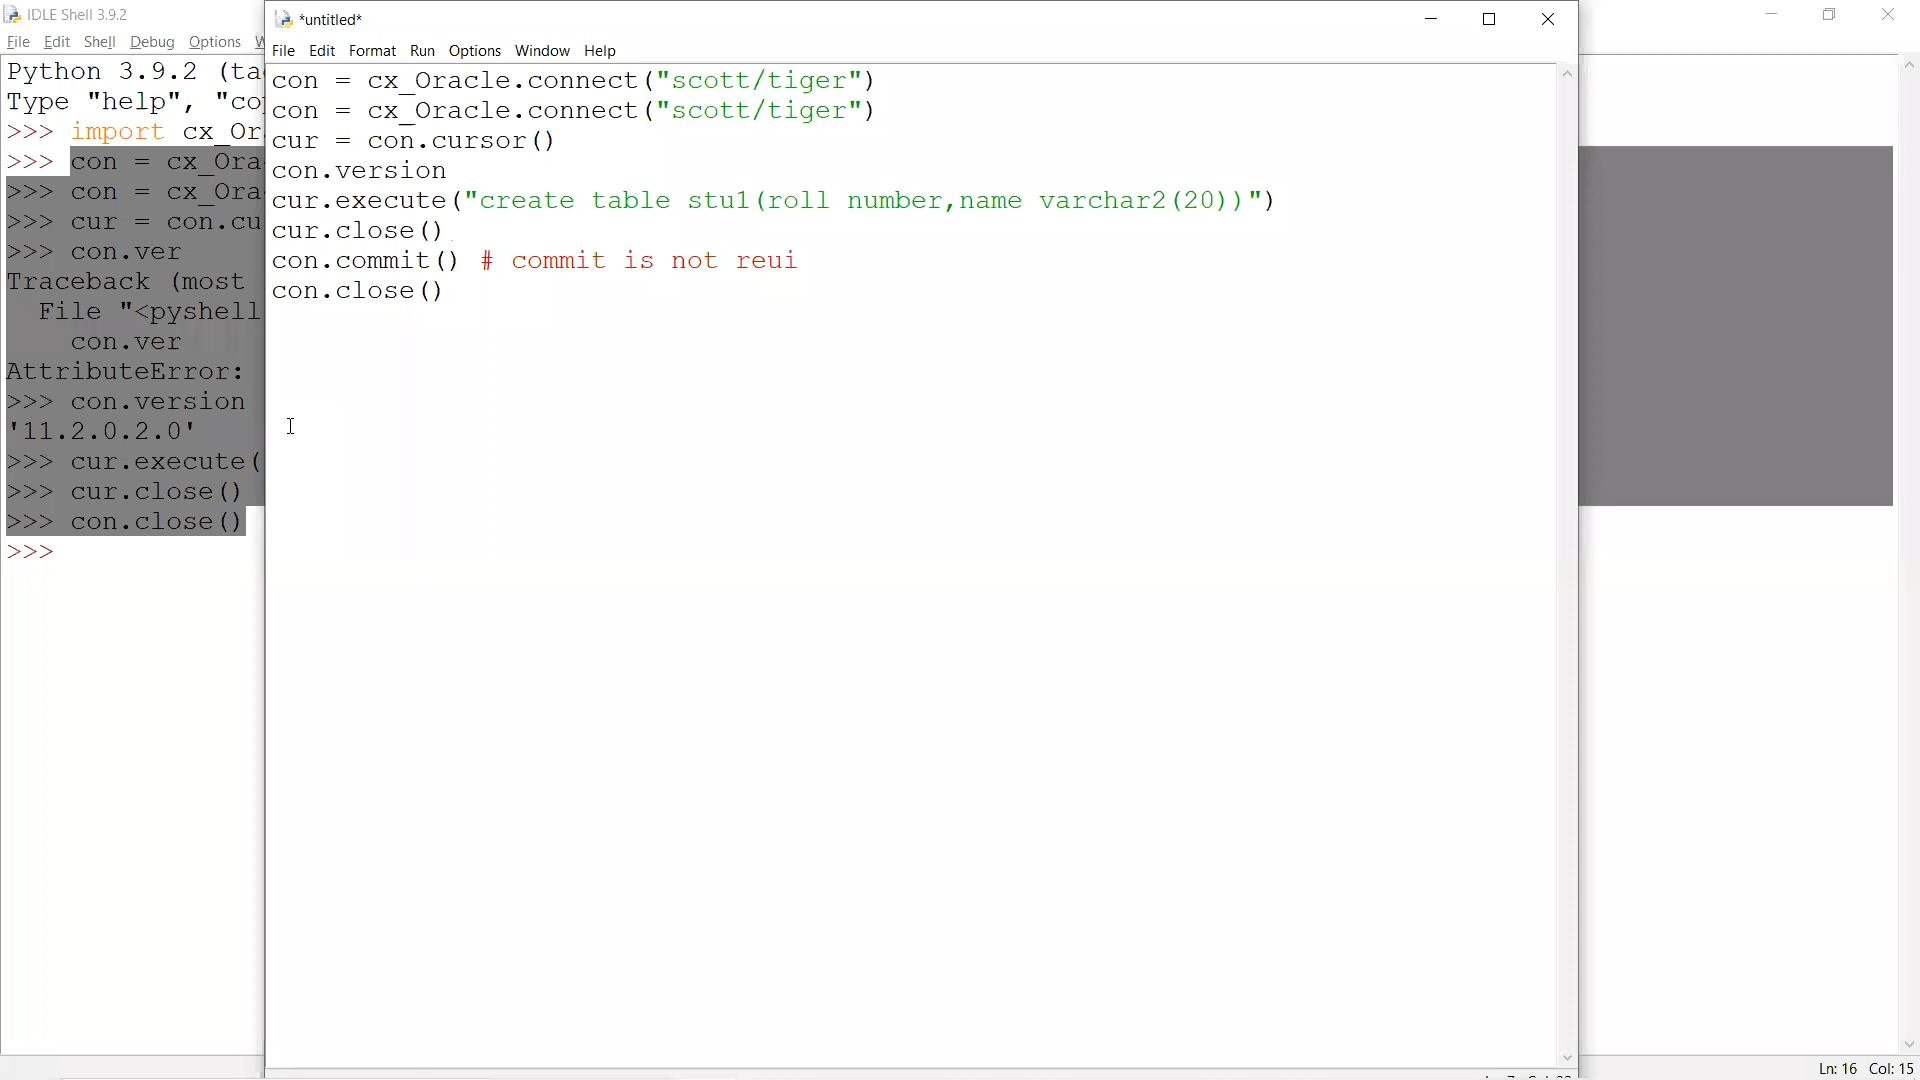 IDLE Shell 3.9.2
File Edit Shell Debug Options W
Python 3.9.2 (ta
Type "help", "co
>>> import cx_Or
>>> con = cx_Ora
>>> con = cx_Ora
>>> cur = con.cu
>>> con.ver
Traceback (most
File "<pyshell
con.ver
AttributeError:
>>> con.version
'11.2.0.2.0'
>>> cur.execute(
>>> cur.close()
>>> con.close()
>>>
*untitled*
File Edit Format Run Options Window Help
con = cx_Oracle.connect("scott/tiger")
con = cx_Oracle.connect("scott/tiger")
cur = con.cursor()
con.version
cur.execute("create table stu1(roll number,name varchar2(20))")
cur.close()
con.commit() # commit is not reui
con.close()
Ln: 16 Col: 15